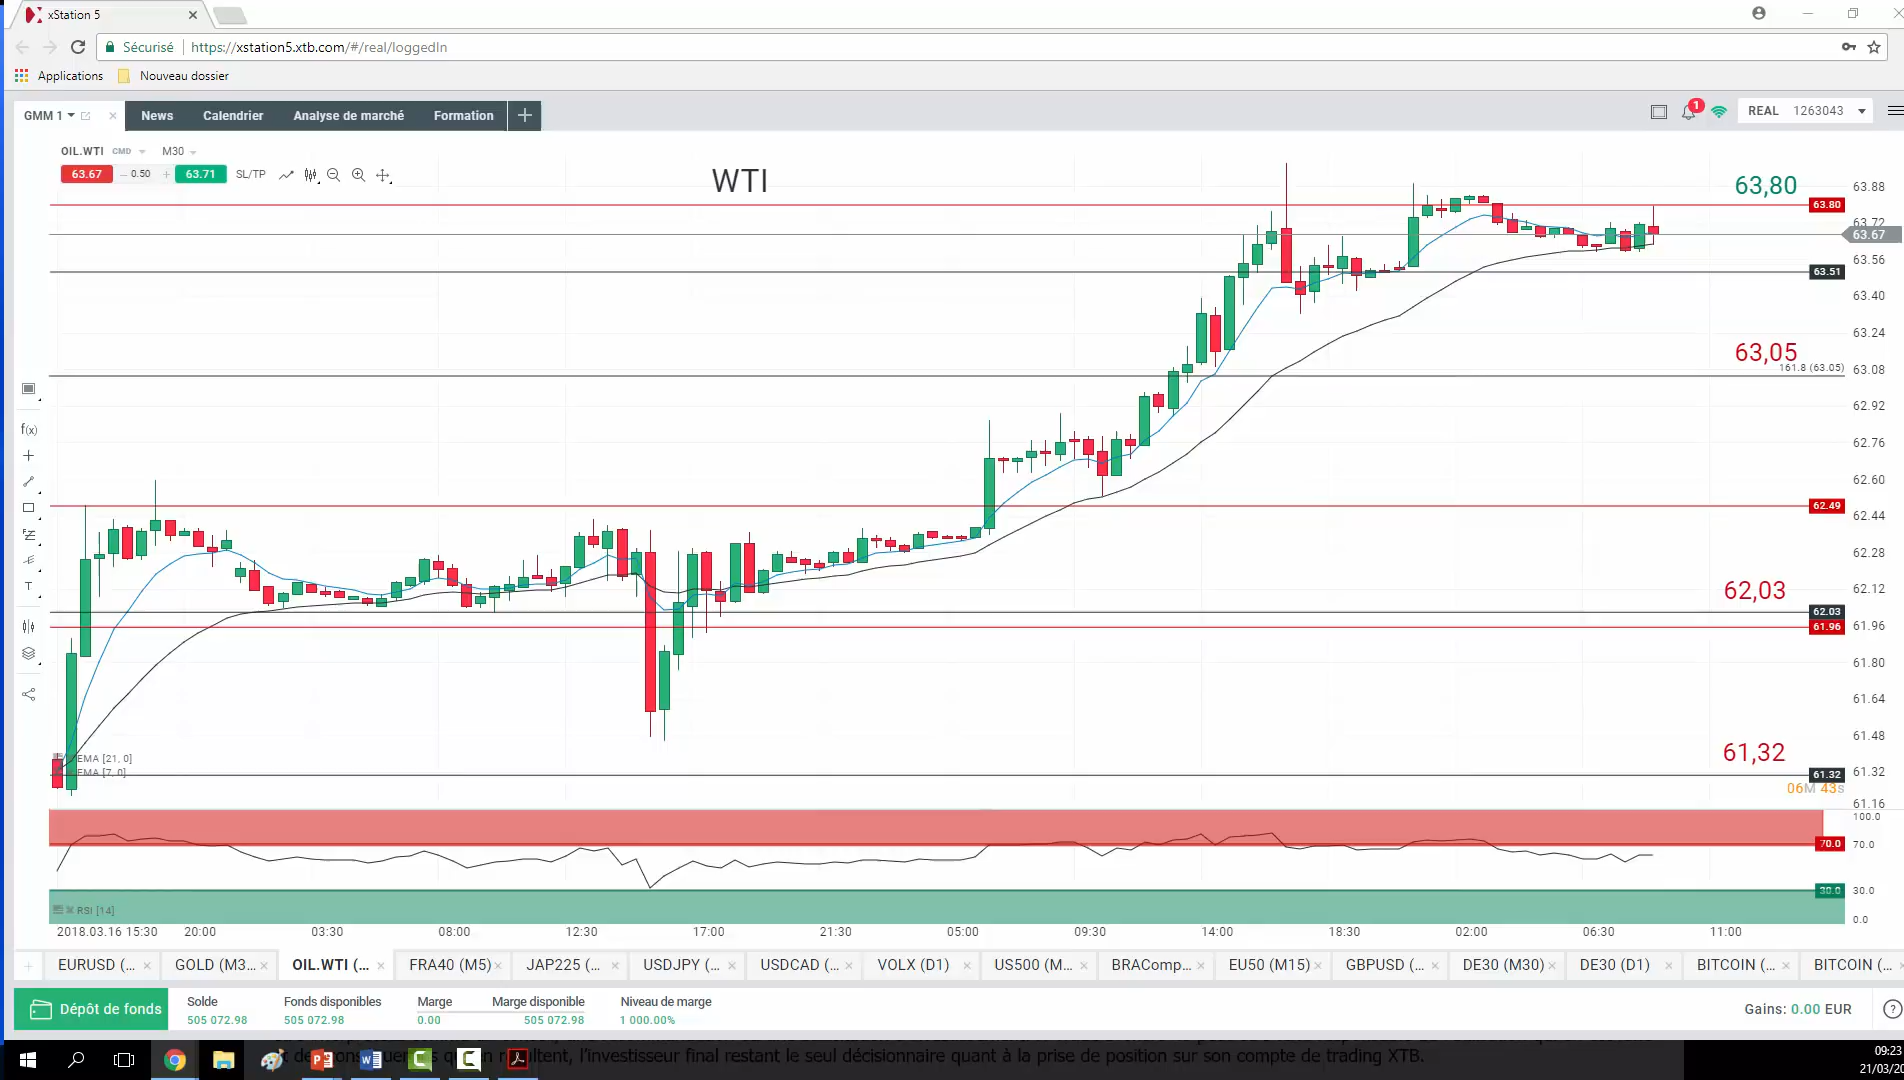 xStation 5
Sécurisé
https://xstation5.xtb.com/#/real/loggedIn
Applications
Nouveau dossier
GMM 1
News
Calendrier
Analyse de marché
Formation
1
REAL 1263043
OIL.WTI CMD M30
63.67 0.50 63.71 SL/TP
WTI
63,80
63.88
63.80
63.72
63.67
63.56
63.51
63.40
63.24
63,05
161.8 (63.05)
63.08
62.92
62.76
62.60
62.49
62.44
62.28
62.12
62,03
62.03
61.96
61.96
61.80
61.64
61.48
61,32
61.32
61.32
06M 43s
61.16
f(x)
T
EMA [21, 0]
EMA [7, 0]
100.0
70.0
70.0
30.0
30.0
0.0
RSI [14]
2018.03.16 15:30 20:00 03:30 08:00 12:30 17:00 21:30 05:00 09:30 14:00 18:30 02:00 06:30 11:00
EURUSD (... GOLD (M3... OIL.WTI (... FRA40 (M5) JAP225 (... USDJPY (... USDCAD (... VOLX (D1) US500 (M... BRAComp... EU50 (M15) GBPUSD (... DE30 (M30) DE30 (D1) BITCOIN (... BITCOIN (...
Dépôt de fonds
Solde Fonds disponibles Marge Marge disponible Niveau de marge
505 072.98 505 072.98 0.00 505 072.98 1 000.00%
Gains: 0.00 EUR
l'investisseur final restant le seul décisionnaire quant à la prise de position sur son compte de trading XTB.
09:23
21/03/20